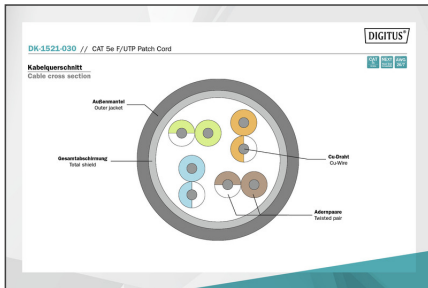 DIGITUS
DK-1521-030 // CAT 5e F/UTP Patch Cord
Kabelquerschnitt
Cable cross section
Außenmantel
Outer jacket
Gesamtabschirmung
Total shield
Cu-Draht
Cu-Wire
Adernpaare
Twisted pair